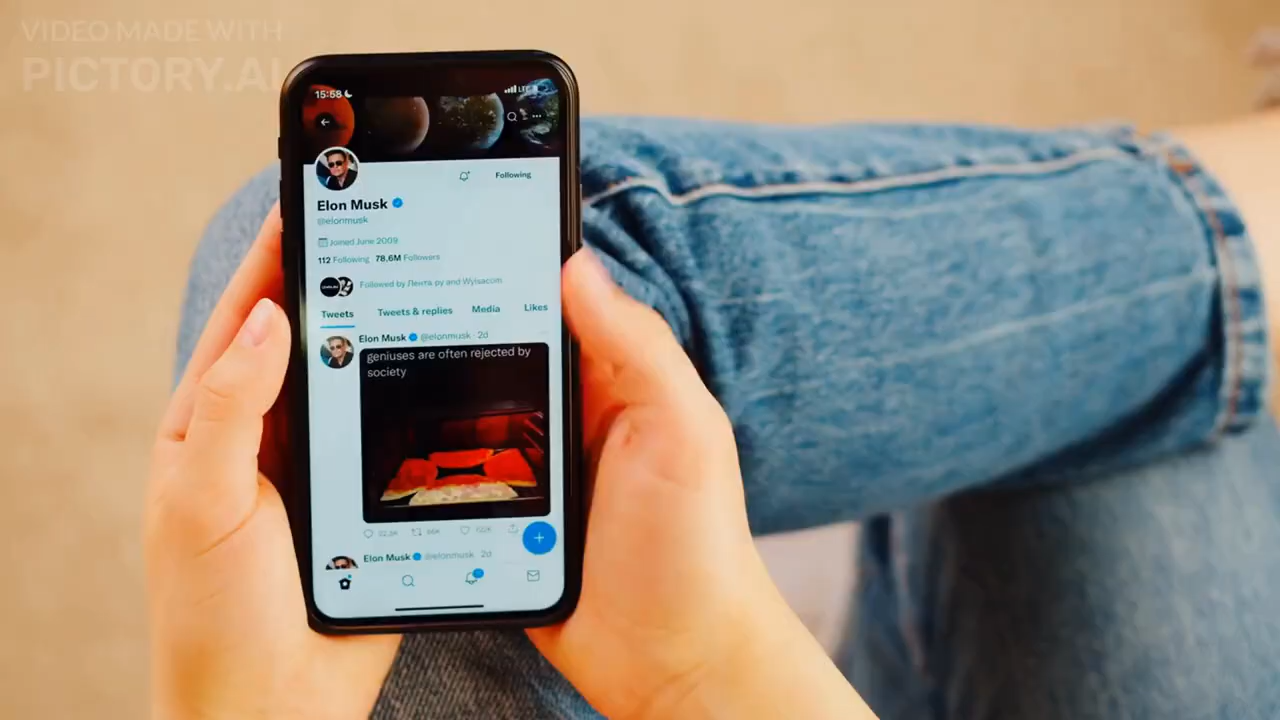 VIDEO MADE WITH
PICTORY.AI
15:58
LTE
Following
Elon Musk
@elonmusk
Joined June 2009
112 Following 78,6M Followers
Followed by Лента ру and Wylsacom
Tweets Tweets & replies Media Likes
Elon Musk @elonmusk · 2d
geniuses are often rejected by
society
Elon Musk @elonmusk · 2d